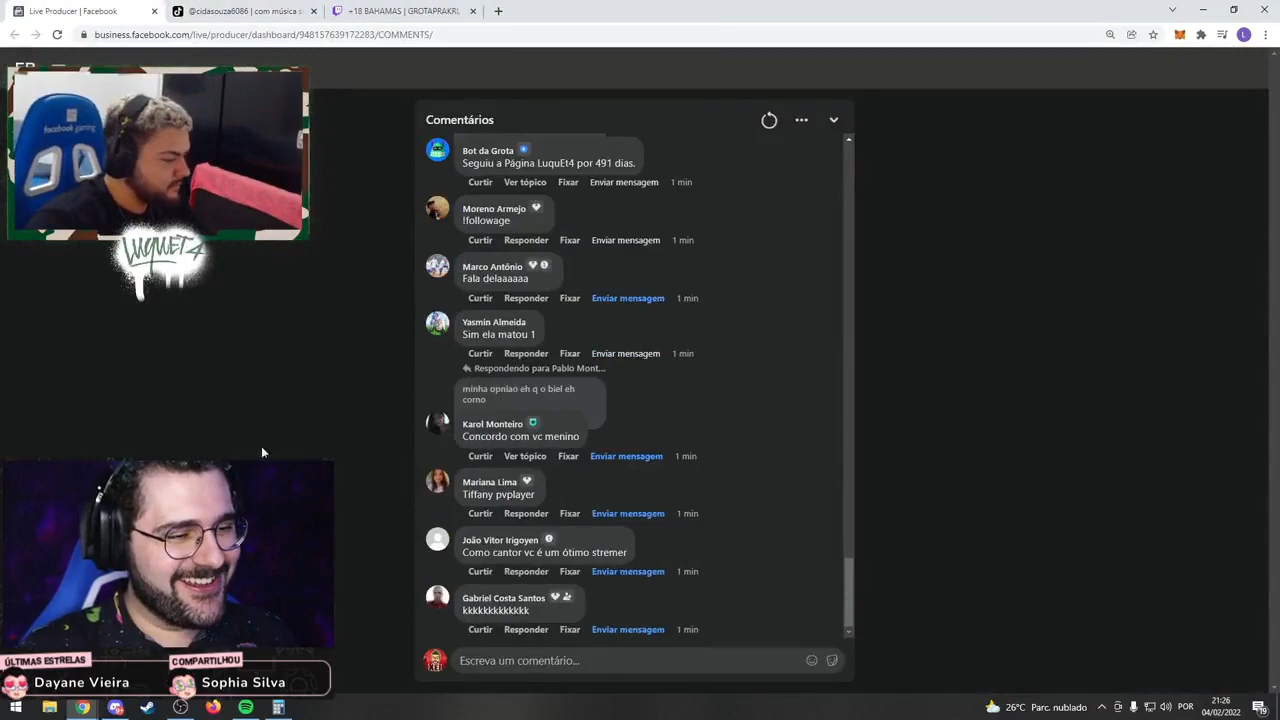 Live Producer | Facebook
@cidasouza6086 | com música s
+18 BAHAMAS | GROTAPRAKRL
business.facebook.com/live/producer/dashboard/948157639172283/COMMENTS/
L
facebook gaming
LUQUET4
Comentários
Bot da Grota
Seguiu a Página LuquEt4 por 491 dias.
Curtir Ver tópico Fixar Enviar mensagem 1 min
Moreno Armejo
!followage
Curtir Responder Fixar Enviar mensagem 1 min
Marco Antônio
Fala delaaaaaa
Curtir Responder Fixar Enviar mensagem 1 min
Yasmin Almeida
Sim ela matou 1
Curtir Responder Fixar Enviar mensagem 1 min
Respondendo para Pablo Mont...
minha opniao eh q o biel eh
corno
Karol Monteiro
Concordo com vc menino
Curtir Ver tópico Fixar Enviar mensagem 1 min
Mariana Lima
Tiffany pvplayer
Curtir Responder Fixar Enviar mensagem 1 min
João Vitor Irigoyen
Como cantor vc é um ótimo stremer
Curtir Responder Fixar Enviar mensagem 1 min
Gabriel Costa Santos
kkkkkkkkkkkkk
Curtir Responder Fixar Enviar mensagem 1 min
Escreva um comentário...
ÚLTIMAS ESTRELAS
Dayane Vieira
COMPARTILHOU
Sophia Silva
26°C Parc. nublado
POR
21:26
04/02/2022